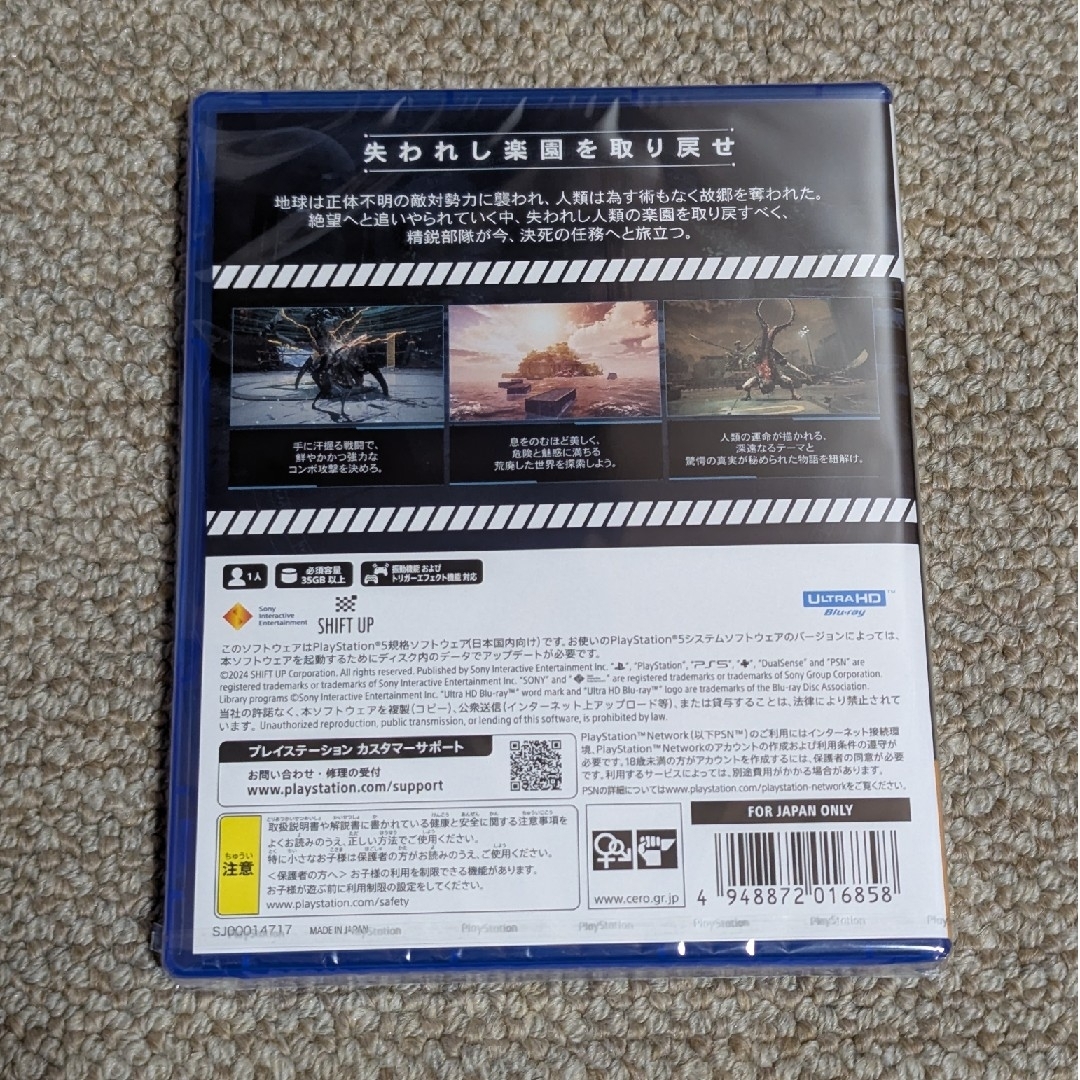 失われし楽園を取り戻せ
地球は正体不明の敵対勢力に襲われ、人類は為す術もなく故郷を奪われた。
絶望へと追いやられていく中、失われし人類の楽園を取り戻すべく、
精鋭部隊が今、決死の任務へと旅立つ。
手に汗握る戦闘で、
鮮やかかつ強力な
コンボ攻撃を決めろ。
息をのむほど美しく、
危険と魅惑に満ちる
荒廃した世界を探索しよう。
人類の運命が描かれる、
深遠なるテーマと
驚愕の真実が秘められた物語を紐解け。
1人
必須容量
35GB 以上
振動機能 および
トリガーエフェクト機能 対応
Sony
Interactive
Entertainment
SHIFT UP
ULTRA HD
Blu-ray™
このソフトウェアはPlayStation®5規格ソフトウェア(日本国内向け)です。お使いのPlayStation®5システムソフトウェアのバージョンによっては、
本ソフトウェアを起動するためにディスク内のデータでアップデートが必要です。
©2024 SHIFT UP Corporation. All rights reserved. Published by Sony Interactive Entertainment Inc. " ", "PlayStation", "PS5", " ", "DualSense" and "PSN" are
registered trademarks or trademarks of Sony Interactive Entertainment Inc. "SONY" and " " are registered trademarks or trademarks of Sony Group Corporation.
Library programs ©Sony Interactive Entertainment Inc. "Ultra HD Blu-ray™" word mark and "Ultra HD Blu-ray™" logo are trademarks of the Blu-ray Disc Association.
当社の許諾なく、本ソフトウェアを複製(コピー)、公衆送信(インターネット上アップロード等)、または貸与することは、法律により禁止されて
います。Unauthorized reproduction, public transmission, or lending of this software, is prohibited by law.
プレイステーション カスタマーサポート
お問い合わせ・修理の受付
www.playstation.com/support
PlayStation™Network(以下PSN™)のご利用にはインターネット接続環
境、PlayStation™Networkのアカウントの作成および利用条件の遵守が
必要です。18歳未満の方がアカウントを作成するには、保護者の同意が必要
です。利用するサービスによっては、別途費用がかかる場合があります。
PSNの詳細についてはwww.playstation.com/playstation-networkをご覧ください。
ちゅうい
注意
取扱説明書や解説書に書かれている健康と安全に関する注意事項を
よくお読みのうえ、正しい方法でご使用ください。
特に小さなお子様は保護者の方がお読みのうえ、ご使用ください。
＜保護者の方へ＞お子様の利用を制限できる機能があります。
お子様が遊ぶ前に利用制限の設定をしてください。
www.playstation.com/safety
www.cero.gr.jp
FOR JAPAN ONLY
4 948872 016858
SJ00014717 MADE IN JAPAN
PlayStation PlayStation PlayStation PlayStation PlayStation